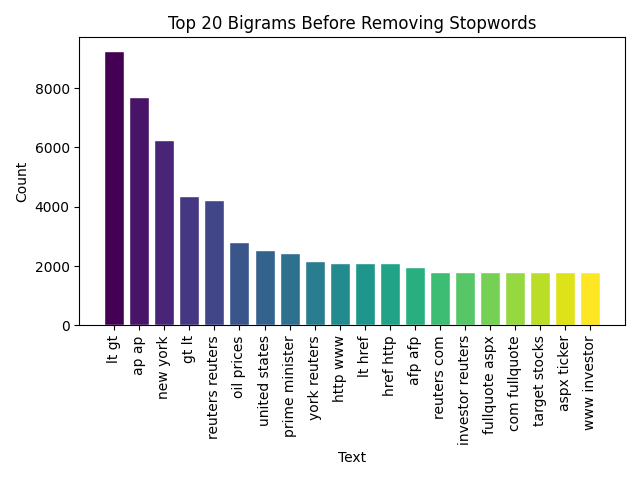 Top 20 Bigrams Before Removing Stopwords
Count
8000
6000
4000
2000
0
lt gt
ap ap
new york
gt lt
reuters reuters
oil prices
united states
prime minister
york reuters
http www
lt href
href http
afp afp
reuters com
investor reuters
fullquote aspx
com fullquote
target stocks
aspx ticker
www investor
Text